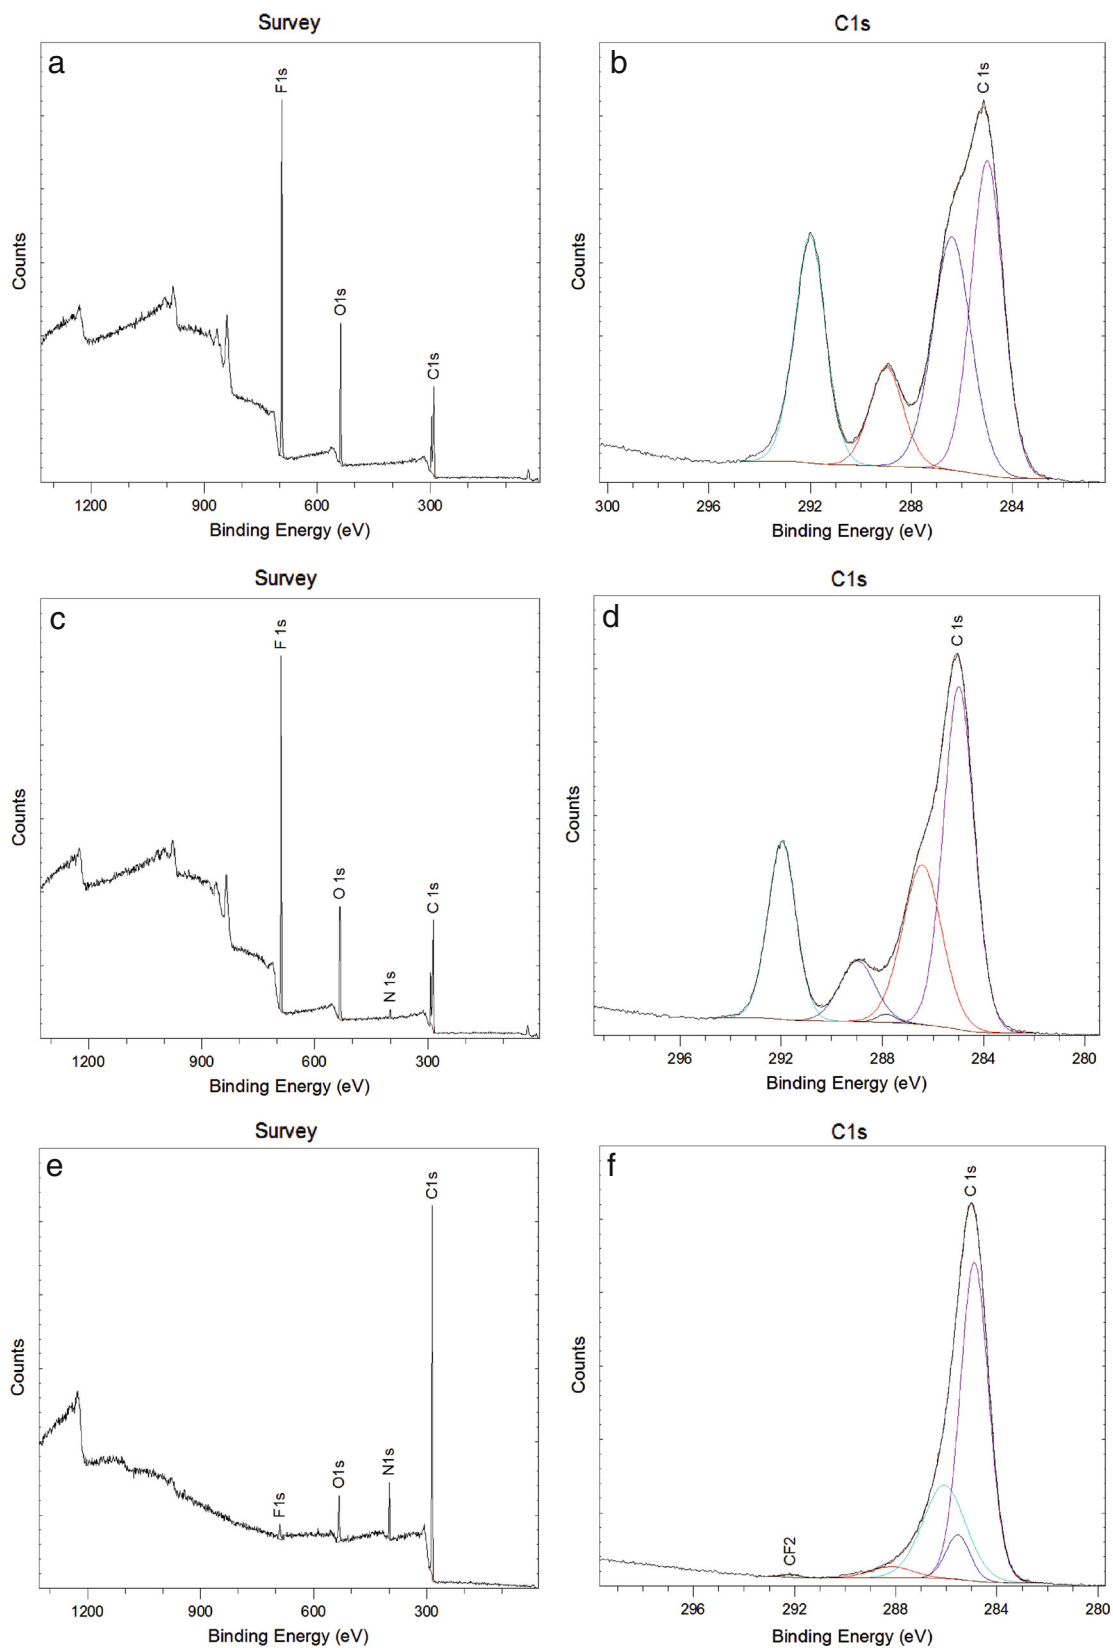 Survey
a
F1s
O1s
C1s
Counts
1200 900 600 300
Binding Energy (eV)
C1s
b
C 1s
Counts
300 296 292 288 284
Binding Energy (eV)
Survey
c
F 1s
O 1s
N 1s
C 1s
Counts
1200 900 600 300
Binding Energy (eV)
C1s
d
C 1s
Counts
296 292 288 284 280
Binding Energy (eV)
Survey
e
F1s
O1s
N1s
C1s
Counts
1200 900 600 300
Binding Energy (eV)
C1s
f
CF2
C 1s
Counts
296 292 288 284 280
Binding Energy (eV)